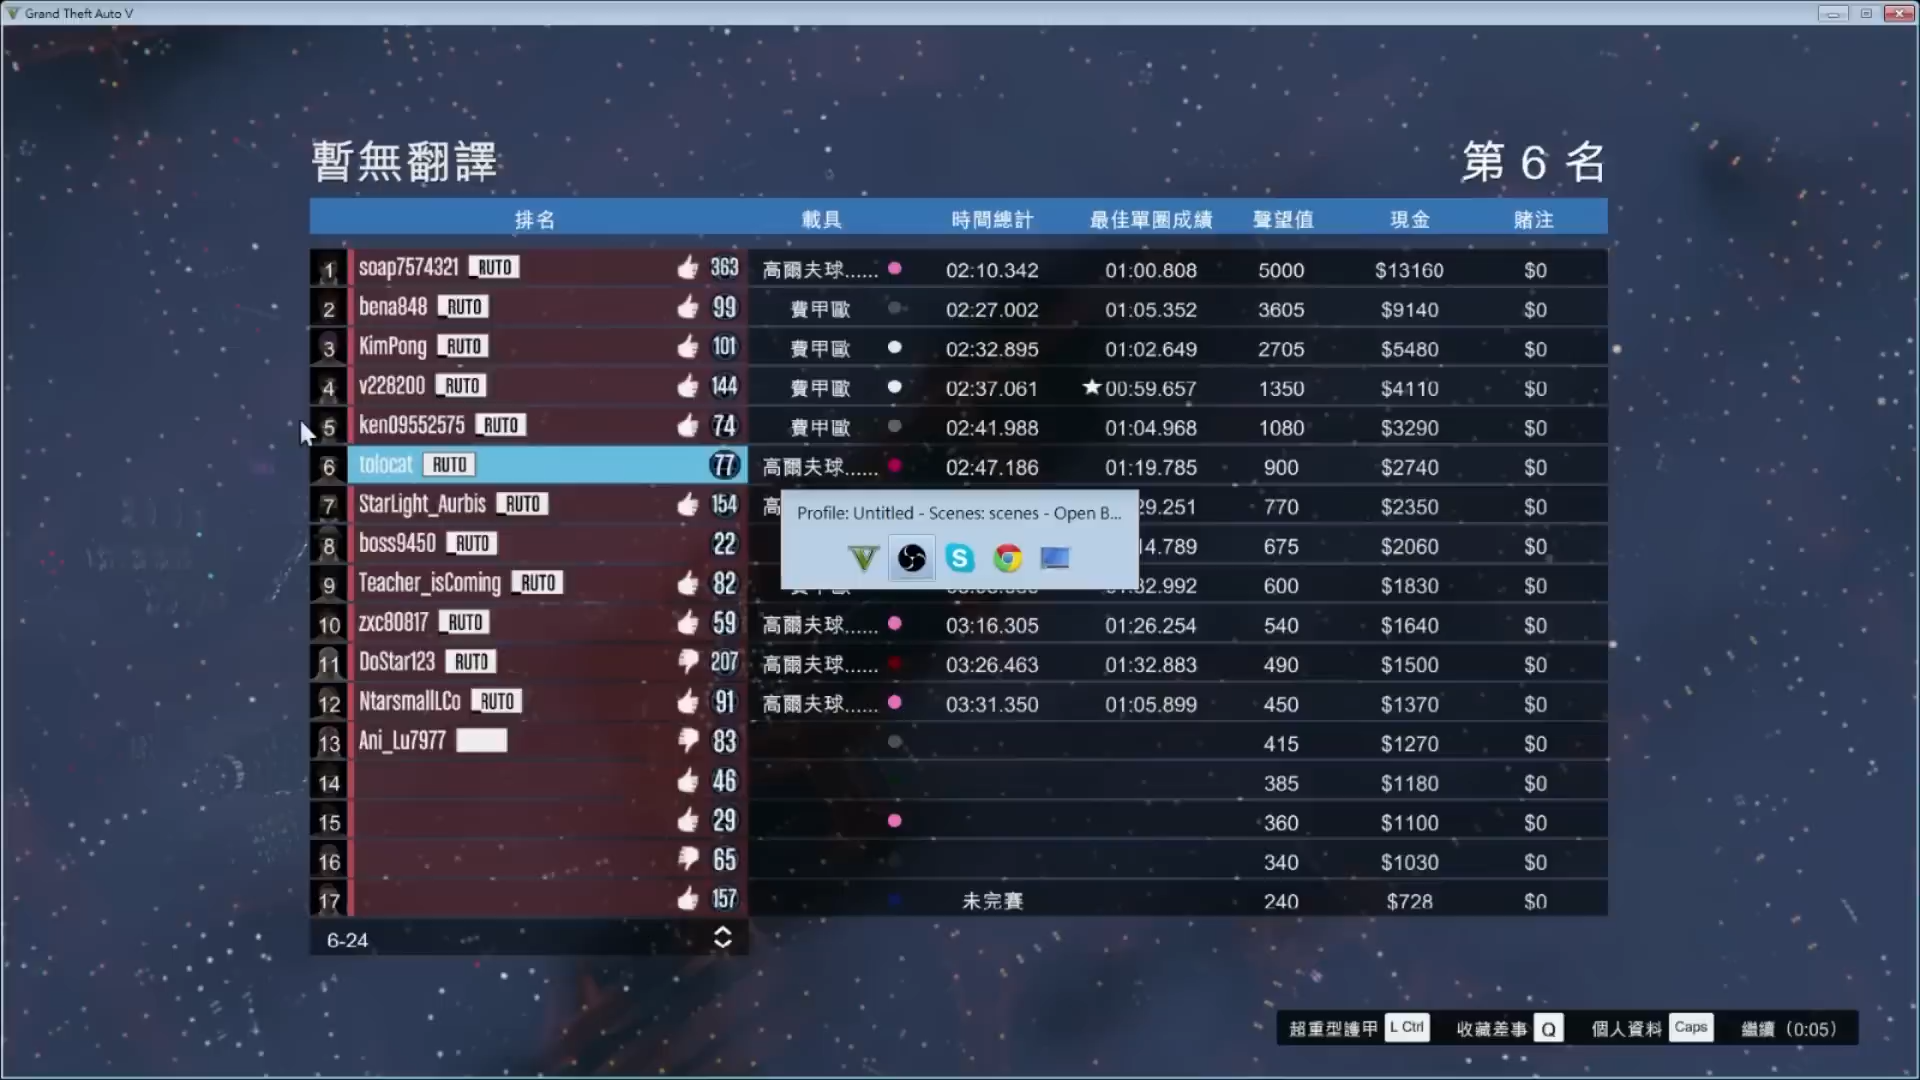 Grand Theft Auto V
暫無翻譯 第 6 名
排名 載具 時間總計 最佳單圈成績 聲望值 現金 賭注
1 soap7574321 RUTO 363 高爾夫球...... 02:10.342 01:00.808 5000 $13160 $0
2 bena848 RUTO 99 費甲歐 02:27.002 01:05.352 3605 $9140 $0
3 KimPong RUTO 101 費甲歐 02:32.895 01:02.649 2705 $5480 $0
4 v228200 RUTO 144 費甲歐 02:37.061 ★00:59.657 1350 $4110 $0
5 ken09552575 RUTO 74 費甲歐 02:41.988 01:04.968 1080 $3290 $0
6 tolocat RUTO 77 高爾夫球...... 02:47.186 01:19.785 900 $2740 $0
7 StarLight_Aurbis RUTO 154 高 29.251 770 $2350 $0
Profile: Untitled - Scenes: scenes - Open B...
8 boss9450 RUTO 22 14.789 675 $2060 $0
9 Teacher_isComing RUTO 82 32.992 600 $1830 $0
10 zxc80817 RUTO 59 高爾夫球...... 03:16.305 01:26.254 540 $1640 $0
11 DoStar123 RUTO 207 高爾夫球...... 03:26.463 01:32.883 490 $1500 $0
12 NtarsmallLCo RUTO 91 高爾夫球...... 03:31.350 01:05.899 450 $1370 $0
13 Ani_Lu7977 83 415 $1270 $0
14 46 385 $1180 $0
15 29 360 $1100 $0
16 65 340 $1030 $0
17 157 未完賽 240 $728 $0
6-24
超重型護甲 L Ctrl 收藏差事 Q 個人資料 Caps 繼續 (0:05)